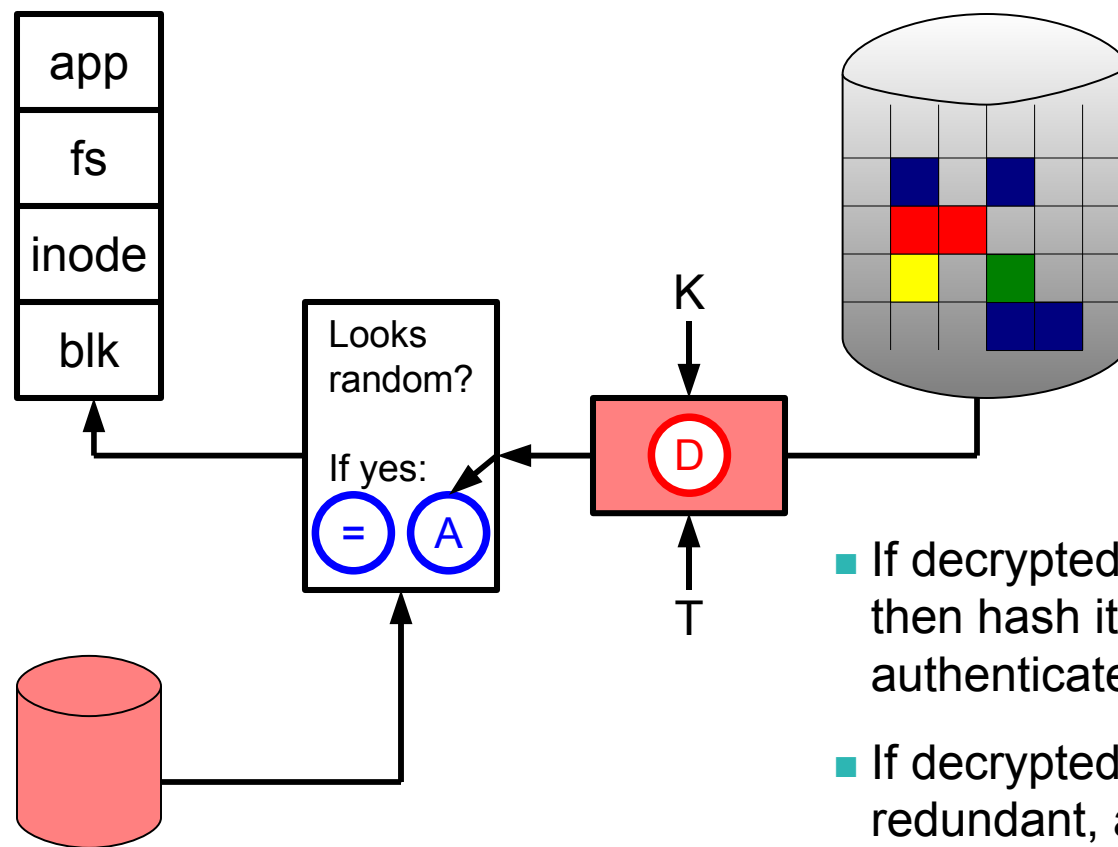 app
fs
inode
blk
Looks
random?
If yes:
= A
K
D
T
If decrypted
then hash it
authenticate
If decrypted
redundant, a